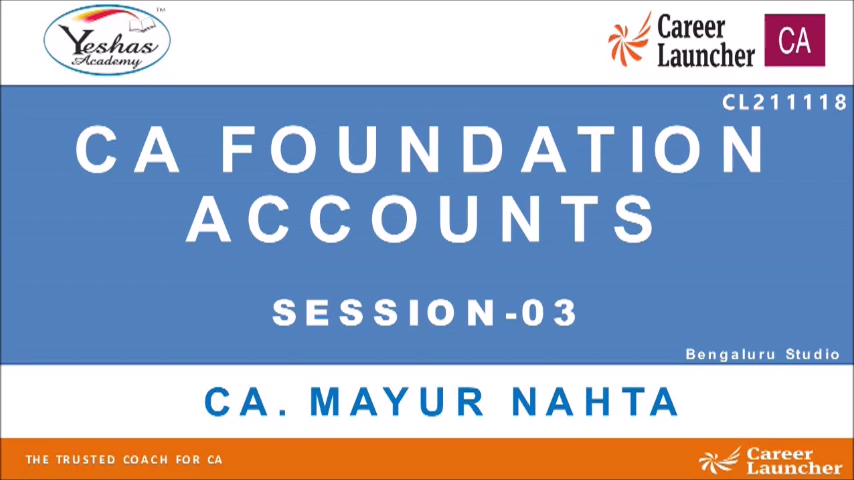 Yeshas
Academy
TM
Career
Launcher
CA
CL211118
CA FOUNDATION
ACCOUNTS
SESSION-03
Bengaluru Studio
CA. MAYUR NAHTA
THE TRUSTED COACH FOR CA
Career
Launcher